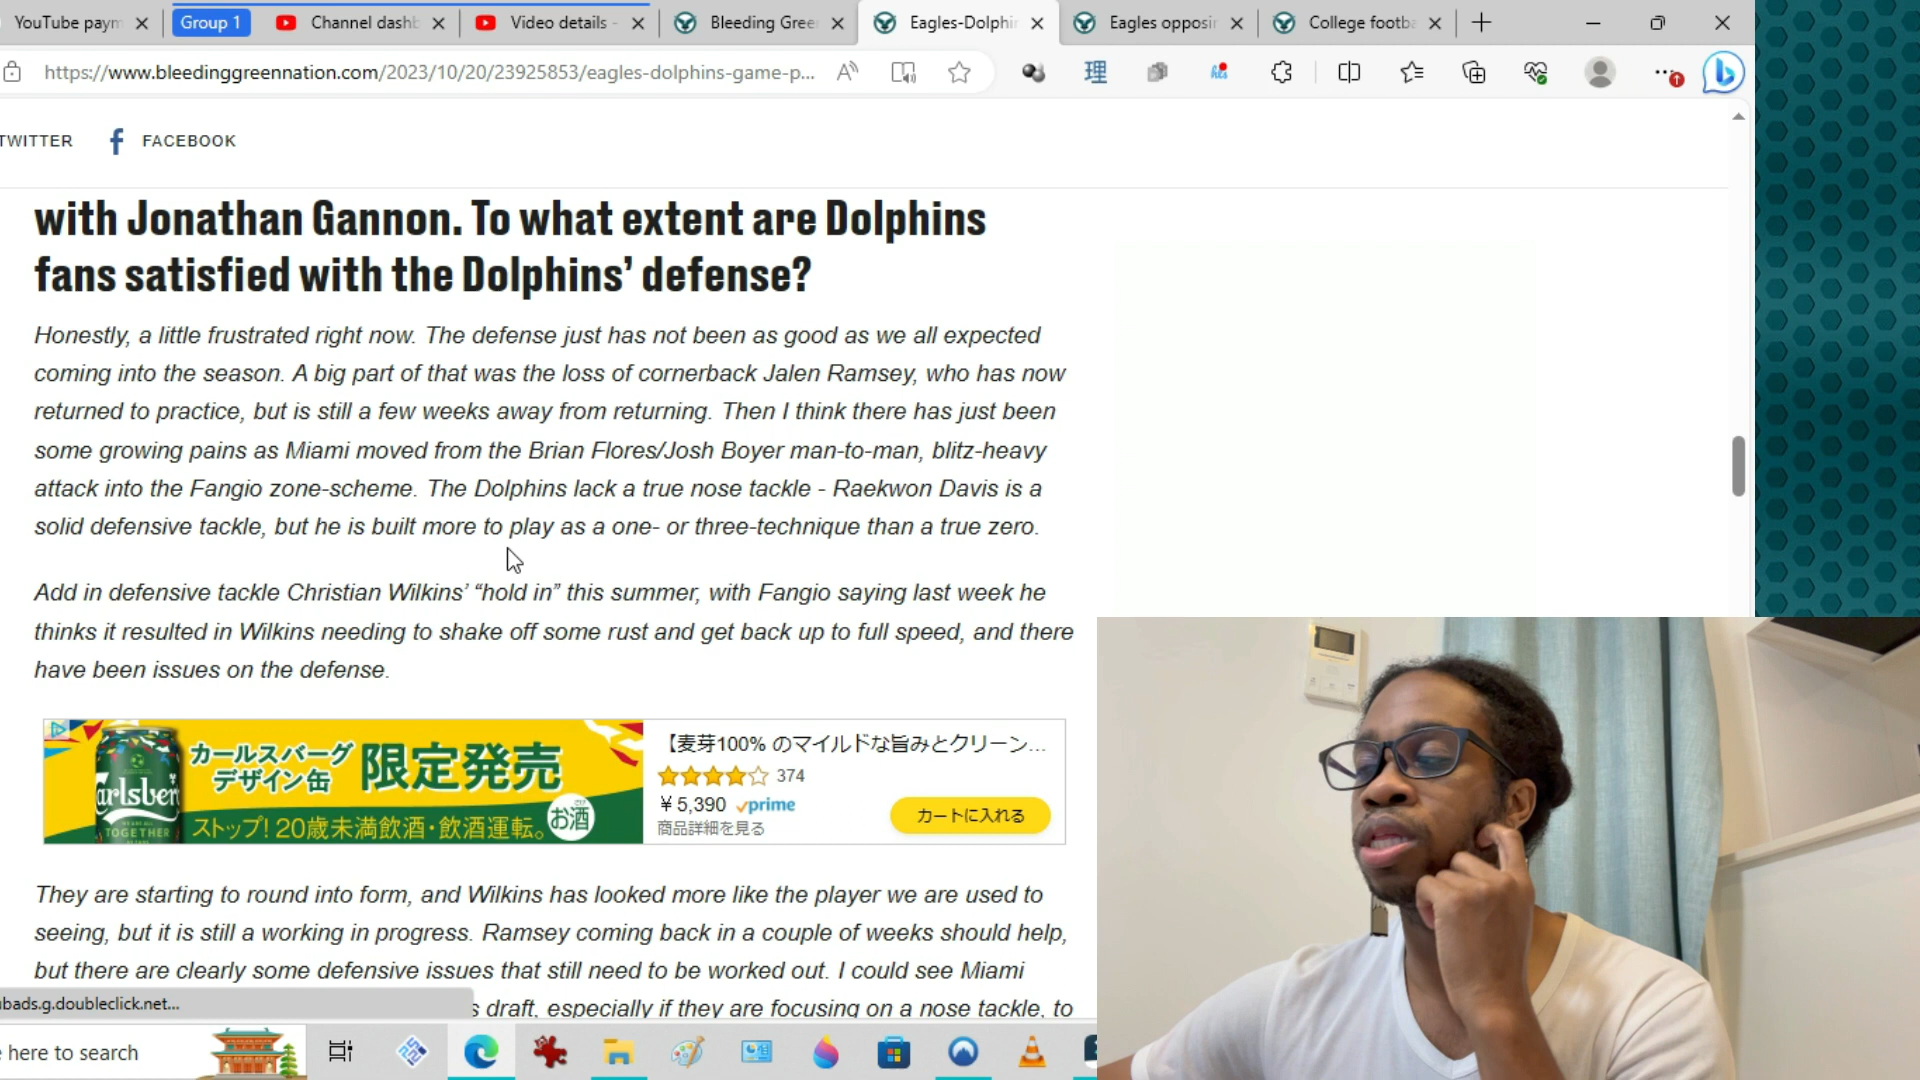 YouTube paym
Group 1
Channel dashb
Video details -
Bleeding Gree
Eagles-Dolphi
Eagles opposin
College footba
https://www.bleedinggreennation.com/2023/10/20/23925853/eagles-dolphins-game-p...
TWITTER
FACEBOOK
with Jonathan Gannon. To what extent are Dolphins
fans satisfied with the Dolphins’ defense?
Honestly, a little frustrated right now. The defense just has not been as good as we all expected
coming into the season. A big part of that was the loss of cornerback Jalen Ramsey, who has now
returned to practice, but is still a few weeks away from returning. Then I think there has just been
some growing pains as Miami moved from the Brian Flores/Josh Boyer man-to-man, blitz-heavy
attack into the Fangio zone-scheme. The Dolphins lack a true nose tackle - Raekwon Davis is a
solid defensive tackle, but he is built more to play as a one- or three-technique than a true zero.
Add in defensive tackle Christian Wilkins’ “hold in” this summer, with Fangio saying last week he
thinks it resulted in Wilkins needing to shake off some rust and get back up to full speed, and there
have been issues on the defense.
カールスバーグ
デザイン缶
限定発売
ストップ! 20歳未満飲酒・飲酒運転。
お酒
arlsber
TOGETHER
【麦芽100% のマイルドな旨みとクリーン...
374
¥5,390 prime
商品詳細を見る
カートに入れる
They are starting to round into form, and Wilkins has looked more like the player we are used to
seeing, but it is still a working in progress. Ramsey coming back in a couple of weeks should help,
but there are clearly some defensive issues that still need to be worked out. I could see Miami
s draft, especially if they are focusing on a nose tackle, to
bads.g.doubleclick.net...
here to search